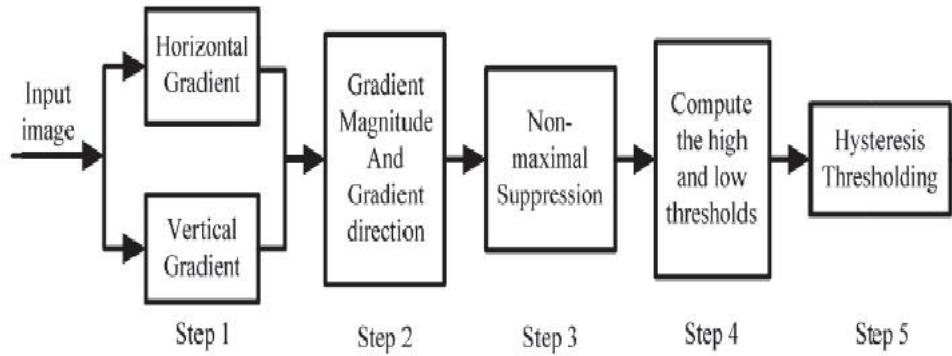 Input
image
Horizontal
Gradient
Vertical
Gradient
Step 1
Gradient
Magnitude
And
Gradient
direction
Step 2
Non-
maximal
Suppression
Step 3
Compute
the high
and low
thresholds
Step 4
Hysteresis
Thresholding
Step 5